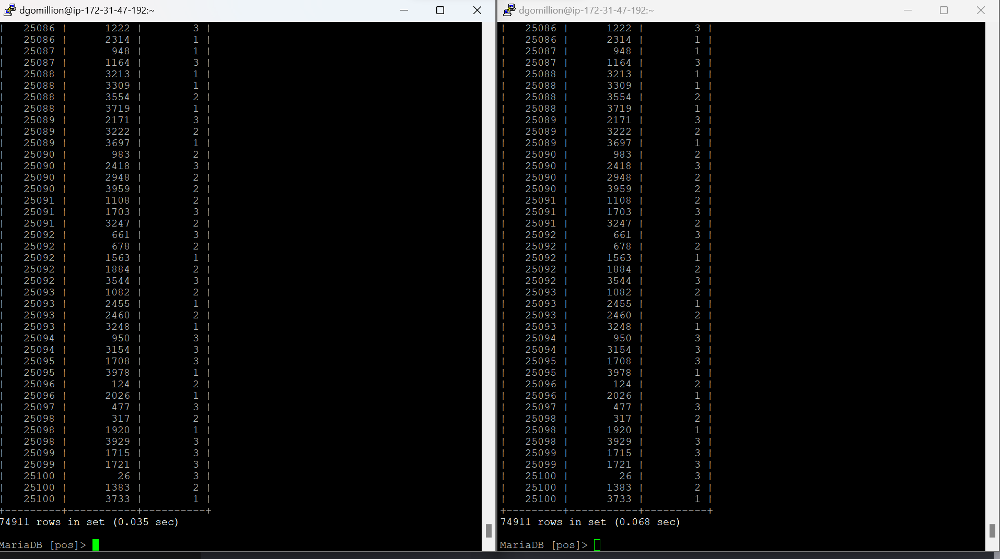 dgomillion@ip-172-31-47-192:~
| 25086 | 1222 | 3 |
| 25086 | 2314 | 1 |
| 25087 | 948 | 1 |
| 25087 | 1164 | 3 |
| 25088 | 3213 | 1 |
| 25088 | 3309 | 1 |
| 25088 | 3554 | 2 |
| 25088 | 3719 | 1 |
| 25089 | 2171 | 3 |
| 25089 | 3222 | 2 |
| 25089 | 3697 | 1 |
| 25090 | 983 | 2 |
| 25090 | 2418 | 3 |
| 25090 | 2948 | 2 |
| 25090 | 3959 | 2 |
| 25091 | 1108 | 2 |
| 25091 | 1703 | 3 |
| 25091 | 3247 | 2 |
| 25092 | 661 | 3 |
| 25092 | 678 | 2 |
| 25092 | 1563 | 1 |
| 25092 | 1884 | 2 |
| 25092 | 3544 | 3 |
| 25093 | 1082 | 2 |
| 25093 | 2455 | 1 |
| 25093 | 2460 | 2 |
| 25093 | 3248 | 1 |
| 25094 | 950 | 3 |
| 25094 | 3154 | 3 |
| 25095 | 1708 | 3 |
| 25095 | 3978 | 1 |
| 25096 | 124 | 2 |
| 25096 | 2026 | 1 |
| 25097 | 477 | 3 |
| 25098 | 317 | 2 |
| 25098 | 1920 | 1 |
| 25098 | 3929 | 3 |
| 25099 | 1715 | 3 |
| 25099 | 1721 | 3 |
| 25100 | 26 | 3 |
| 25100 | 1383 | 2 |
| 25100 | 3733 | 1 |
+---------+-----------+----------+
74911 rows in set (0.035 sec)
MariaDB [pos]>
dgomillion@ip-172-31-47-192:~
| 25086 | 1222 | 3 |
| 25086 | 2314 | 1 |
| 25087 | 948 | 1 |
| 25087 | 1164 | 3 |
| 25088 | 3213 | 1 |
| 25088 | 3309 | 1 |
| 25088 | 3554 | 2 |
| 25088 | 3719 | 1 |
| 25089 | 2171 | 3 |
| 25089 | 3222 | 2 |
| 25089 | 3697 | 1 |
| 25090 | 983 | 2 |
| 25090 | 2418 | 3 |
| 25090 | 2948 | 2 |
| 25090 | 3959 | 2 |
| 25091 | 1108 | 2 |
| 25091 | 1703 | 3 |
| 25091 | 3247 | 2 |
| 25092 | 661 | 3 |
| 25092 | 678 | 2 |
| 25092 | 1563 | 1 |
| 25092 | 1884 | 2 |
| 25092 | 3544 | 3 |
| 25093 | 1082 | 2 |
| 25093 | 2455 | 1 |
| 25093 | 2460 | 2 |
| 25093 | 3248 | 1 |
| 25094 | 950 | 3 |
| 25094 | 3154 | 3 |
| 25095 | 1708 | 3 |
| 25095 | 3978 | 1 |
| 25096 | 124 | 2 |
| 25096 | 2026 | 1 |
| 25097 | 477 | 3 |
| 25098 | 317 | 2 |
| 25098 | 1920 | 1 |
| 25098 | 3929 | 3 |
| 25099 | 1715 | 3 |
| 25099 | 1721 | 3 |
| 25100 | 26 | 3 |
| 25100 | 1383 | 2 |
| 25100 | 3733 | 1 |
+---------+-----------+----------+
74911 rows in set (0.068 sec)
MariaDB [pos]>